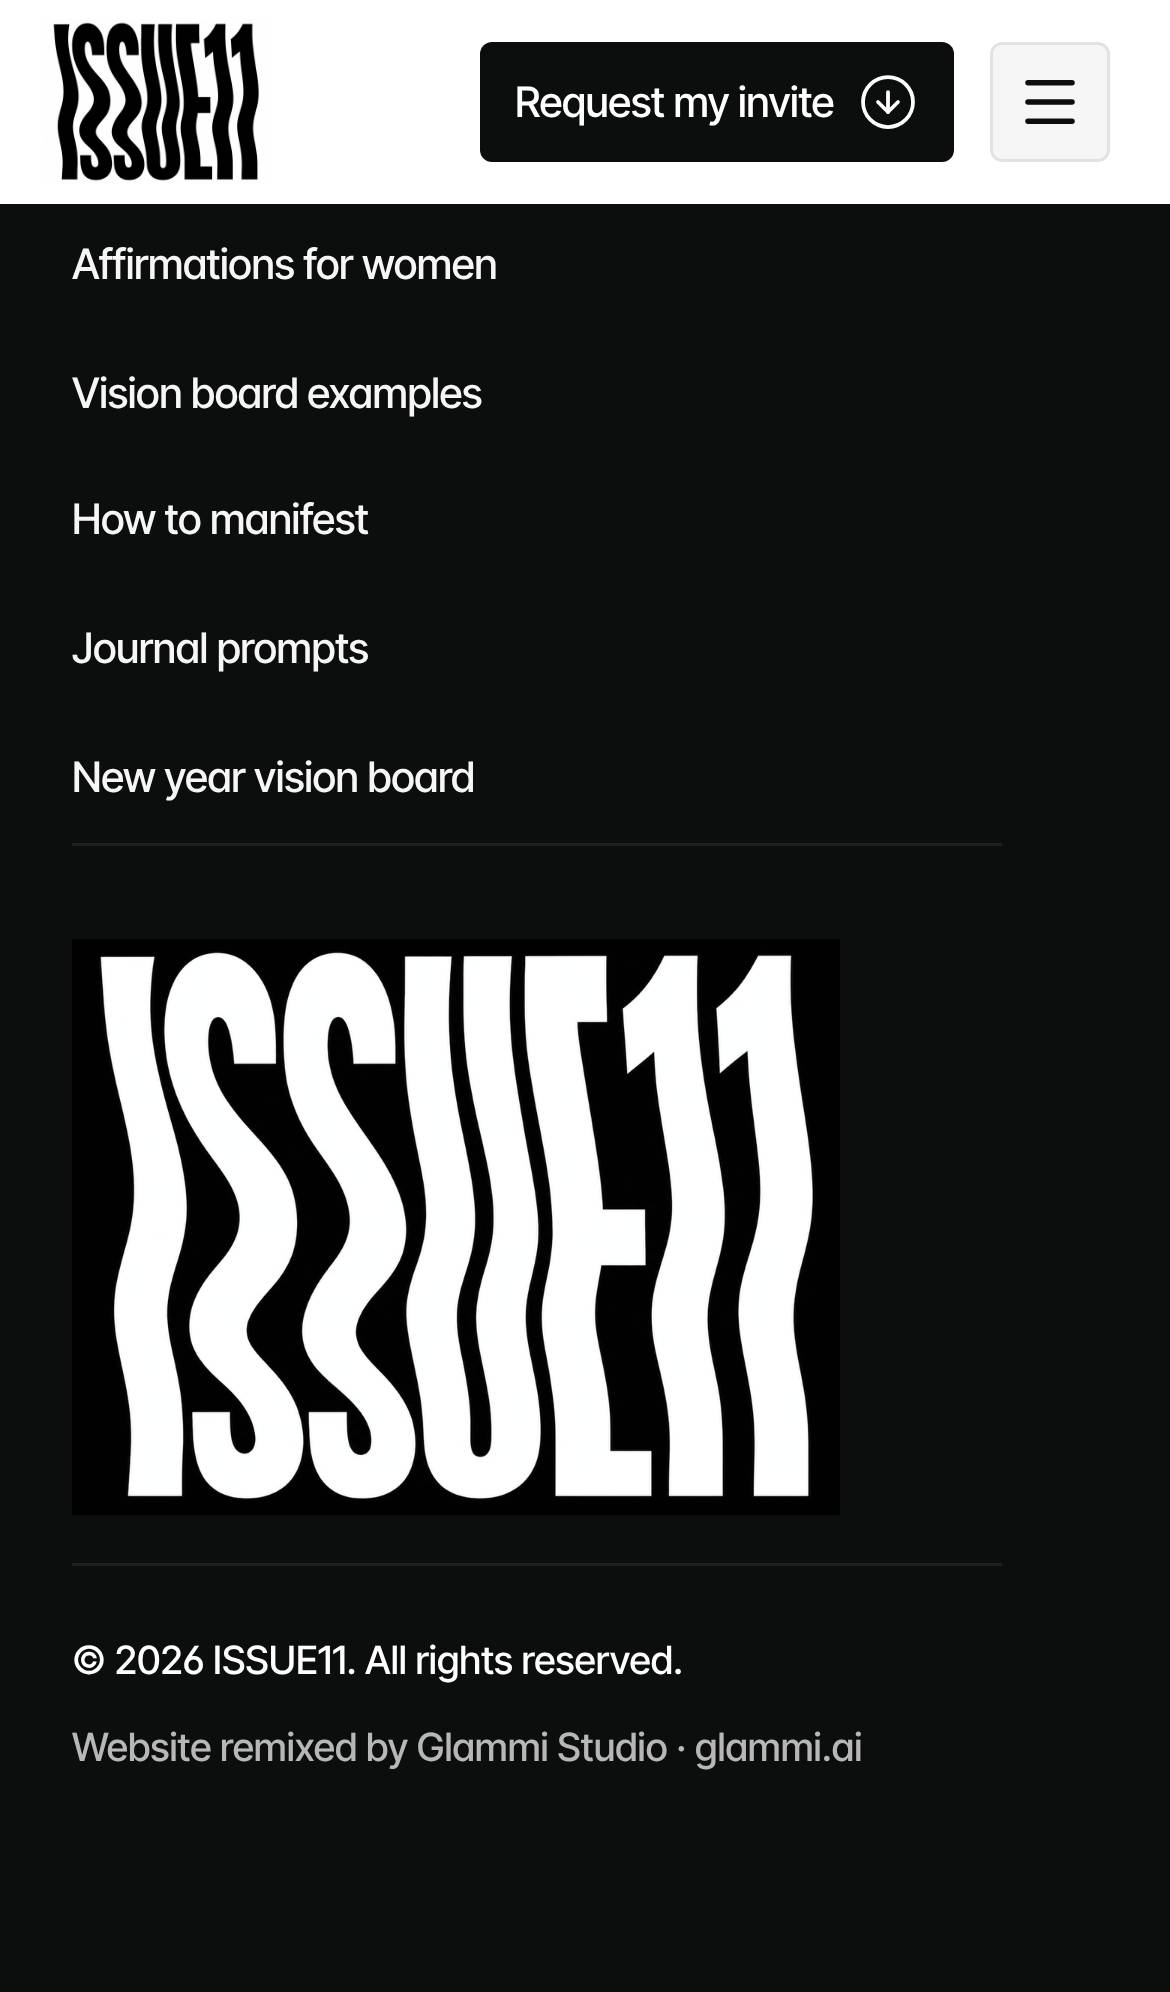 ISSUE11
Request my invite
Affirmations for women
Vision board examples
How to manifest
Journal prompts
New year vision board
ISSUE11
© 2026 ISSUE11. All rights reserved.
Website remixed by Glammi Studio · glammi.ai